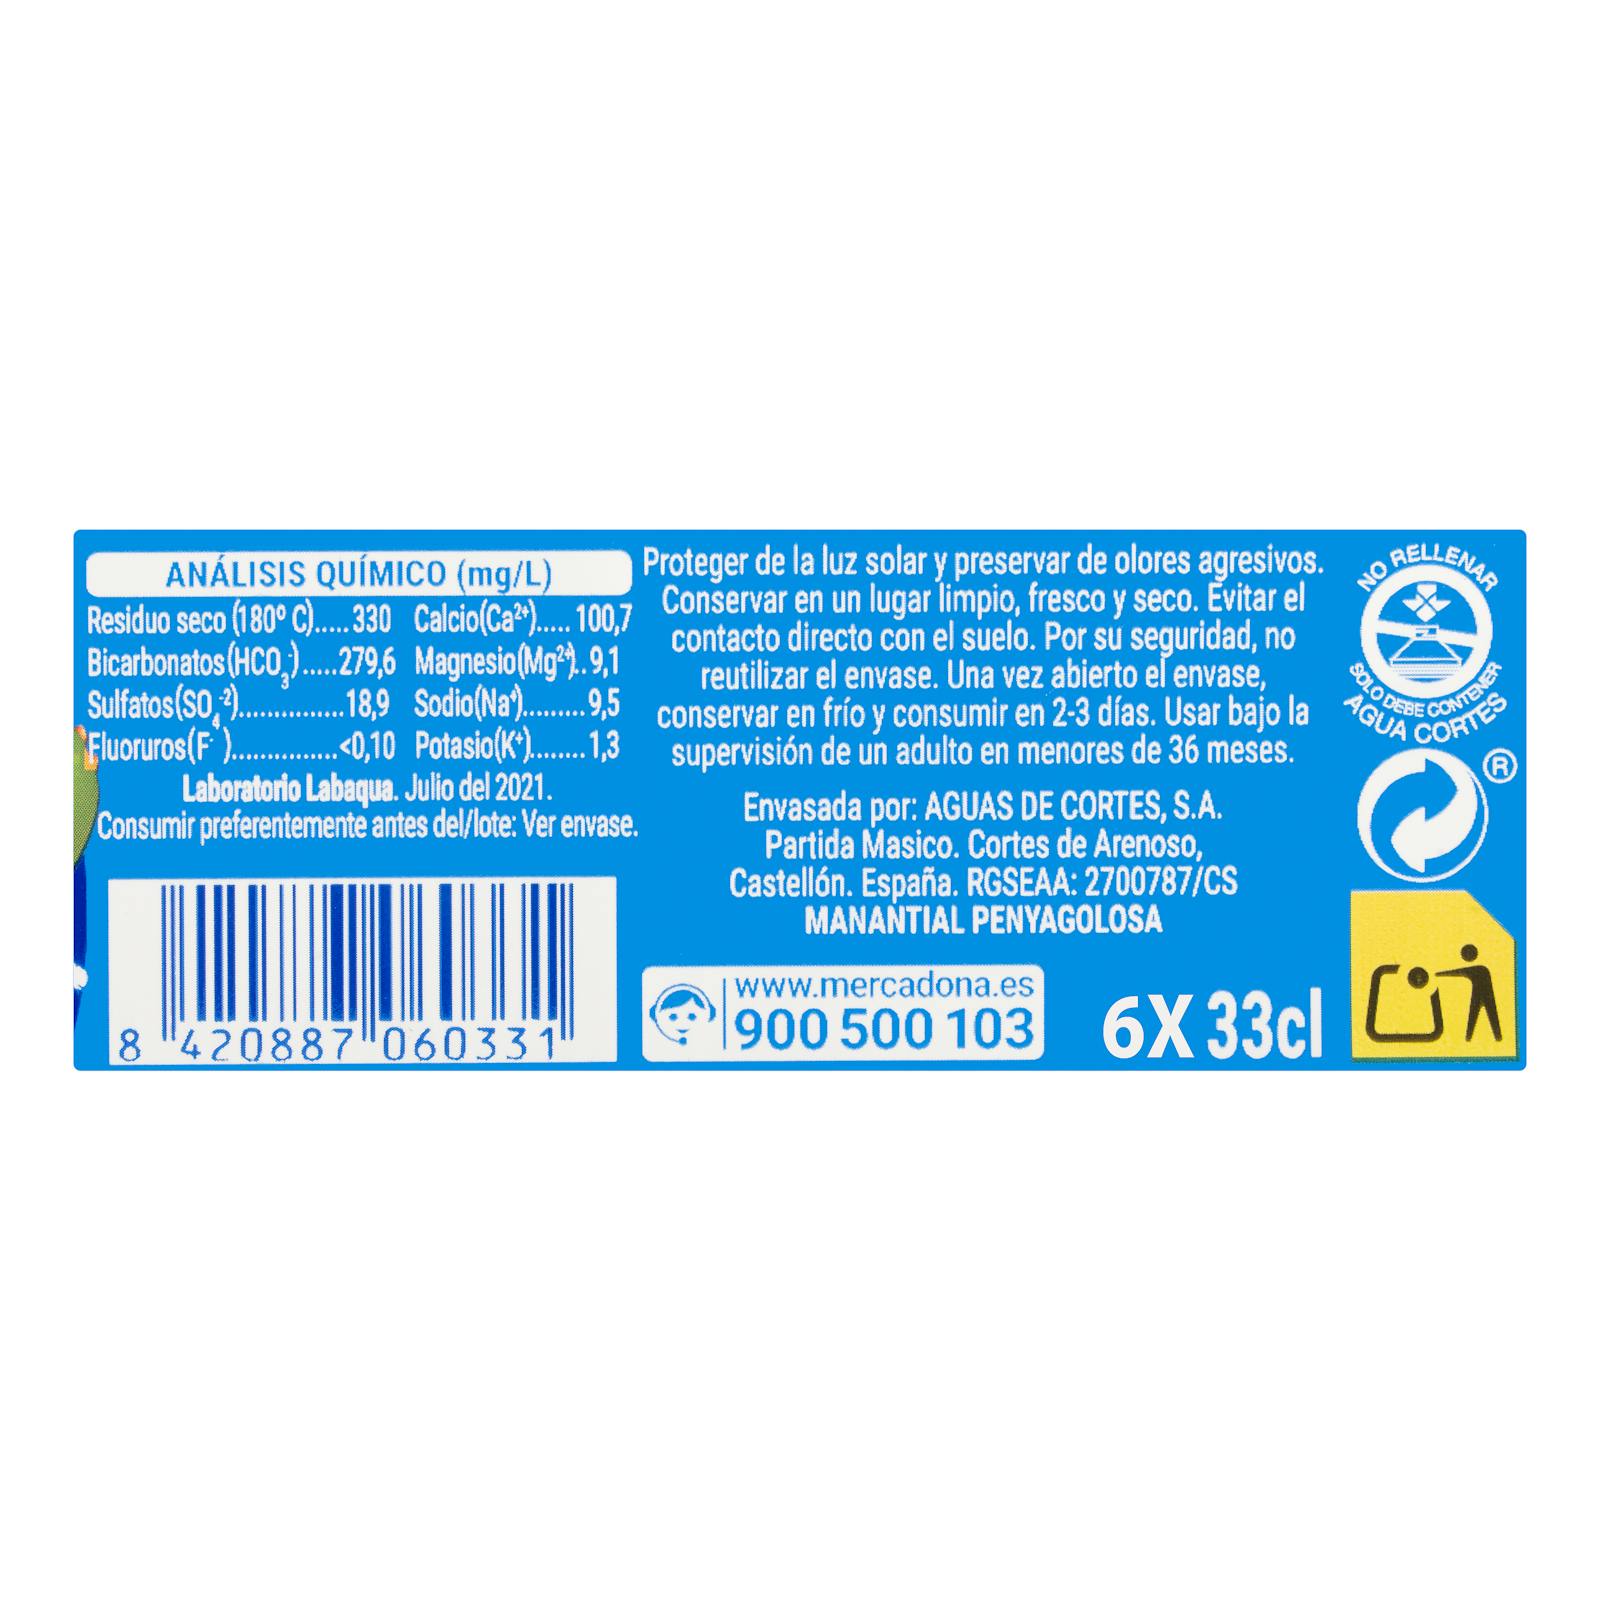 ANÁLISIS QUÍMICO (mg/L)
Residuo seco (180º C)..... 330 Calcio(Ca²⁺)..... 100,7
Bicarbonatos(HCO₃⁻).....279,6 Magnesio(Mg²⁺)..9,1
Sulfatos(SO₄⁻²)...............18,9 Sodio(Na⁺).........9,5
Fluoruros(F⁻)...............<0,10 Potasio(K⁺)........1,3
Laboratorio Labaqua. Julio del 2021.
Consumir preferentemente antes del/lote: Ver envase.
8 420887 060331
Proteger de la luz solar y preservar de olores agresivos.
Conservar en un lugar limpio, fresco y seco. Evitar el
contacto directo con el suelo. Por su seguridad, no
reutilizar el envase. Una vez abierto el envase,
conservar en frío y consumir en 2-3 días. Usar bajo la
supervisión de un adulto en menores de 36 meses.
Envasada por: AGUAS DE CORTES, S.A.
Partida Masico. Cortes de Arenoso,
Castellón. España. RGSEAA: 2700787/CS
MANANTIAL PENYAGOLOSA
www.mercadona.es
900 500 103
6X 33cl
NO RELLENAR
SOLO DEBE CONTENER
AGUA CORTES
®